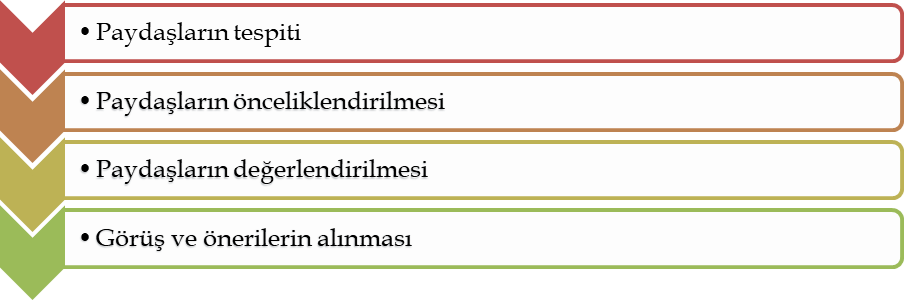 • Paydaşların tespiti
• Paydaşların önceliklendirilmesi
• Paydaşların değerlendirilmesi
• Görüş ve önerilerin alınması